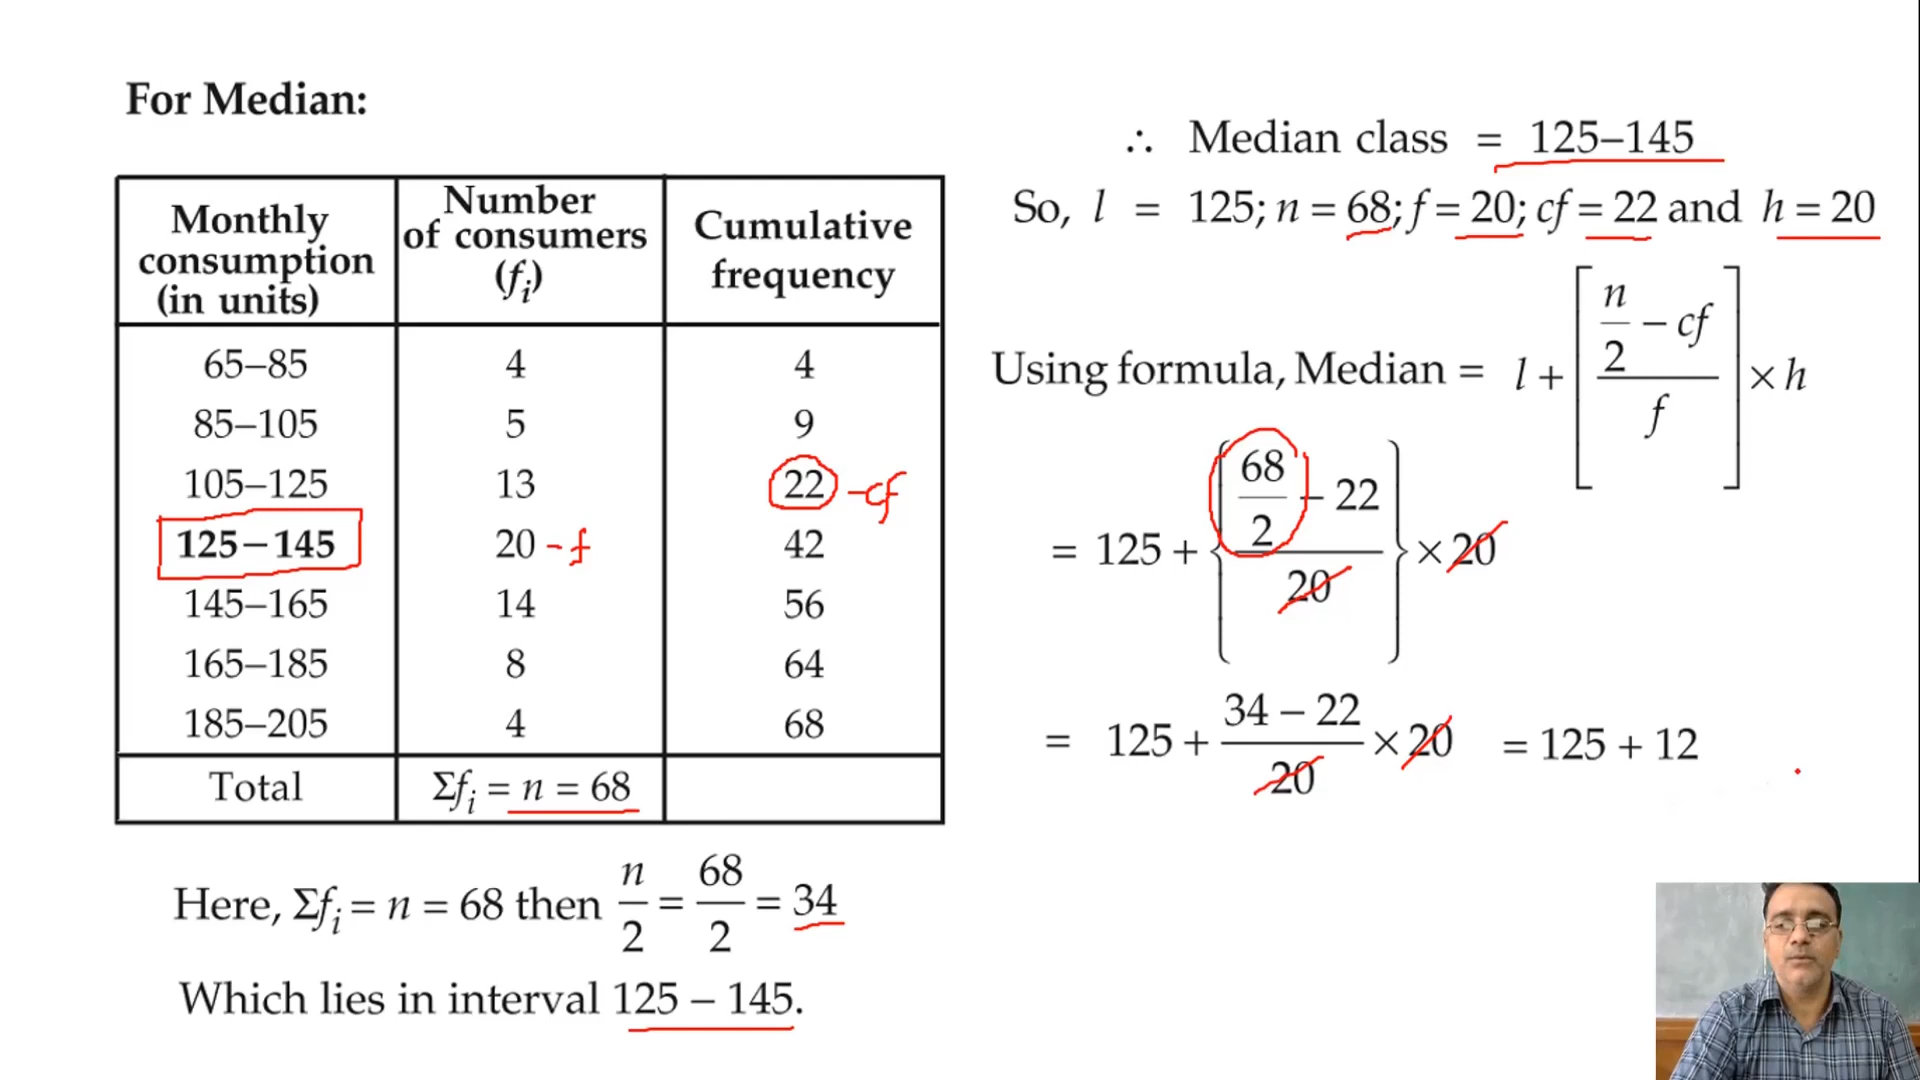 For Median:
Monthly consumption (in units) | Number of consumers (fᵢ) | Cumulative frequency
65–85 | 4 | 4
85–105 | 5 | 9
105–125 | 13 | 22 –cf
125–145 | 20 –f | 42
145–165 | 14 | 56
165–185 | 8 | 64
185–205 | 4 | 68
Total | Σfᵢ = n = 68
Here, Σfᵢ = n = 68 then n/2 = 68/2 = 34
Which lies in interval 125 – 145.
∴ Median class = 125–145
So, l = 125; n = 68; f = 20; cf = 22 and h = 20
Using formula, Median = l + [(n/2 – cf)/f] × h
= 125 + {(68/2 – 22)/20} × 20
= 125 + (34 – 22)/20 × 20 = 125 + 12